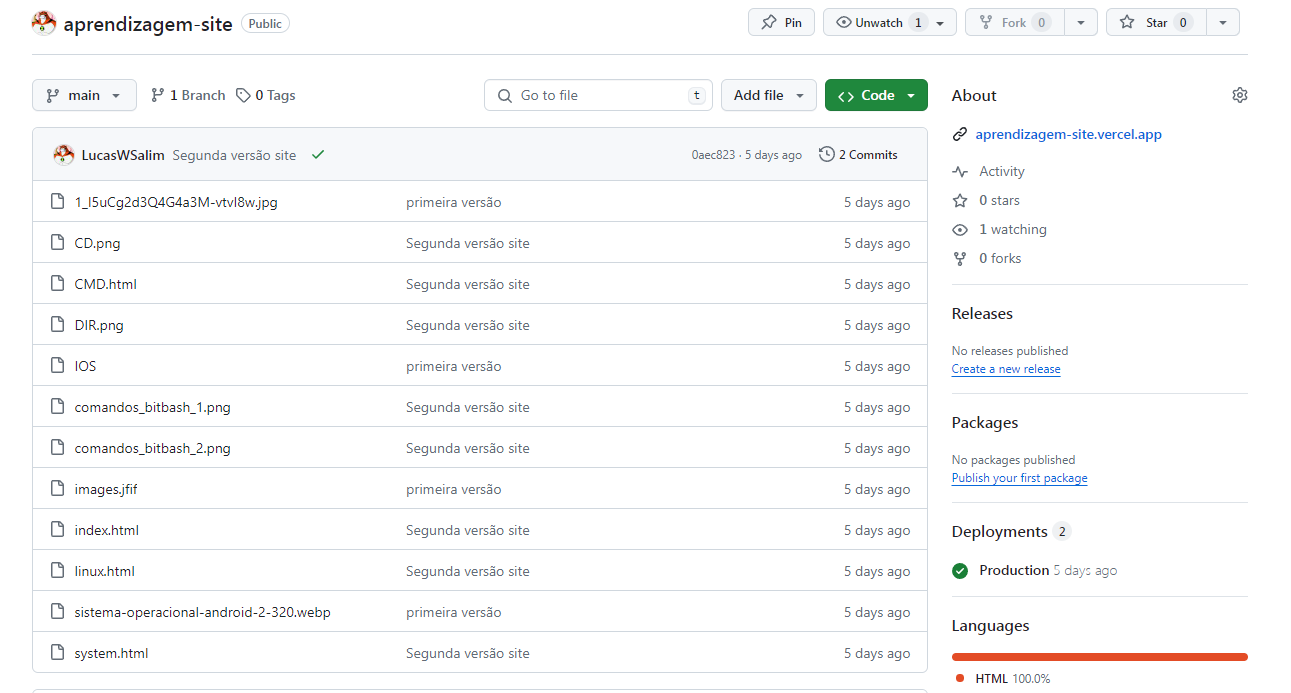 aprendizagem-site Public Pin Unwatch 1 Fork 0 Star 0
main 1 Branch 0 Tags Go to file t Add file Code
LucasWSalim Segunda versão site 0aec823 · 5 days ago 2 Commits
1_l5uCg2d3Q4G4a3M-vtvI8w.jpg primeira versão 5 days ago
CD.png Segunda versão site 5 days ago
CMD.html Segunda versão site 5 days ago
DIR.png Segunda versão site 5 days ago
IOS primeira versão 5 days ago
comandos_bitbash_1.png Segunda versão site 5 days ago
comandos_bitbash_2.png Segunda versão site 5 days ago
images.jfif primeira versão 5 days ago
index.html Segunda versão site 5 days ago
linux.html Segunda versão site 5 days ago
sistema-operacional-android-2-320.webp primeira versão 5 days ago
system.html Segunda versão site 5 days ago
About
aprendizagem-site.vercel.app
Activity
0 stars
1 watching
0 forks
Releases
No releases published
Create a new release
Packages
No packages published
Publish your first package
Deployments 2
Production 5 days ago
Languages
HTML 100.0%